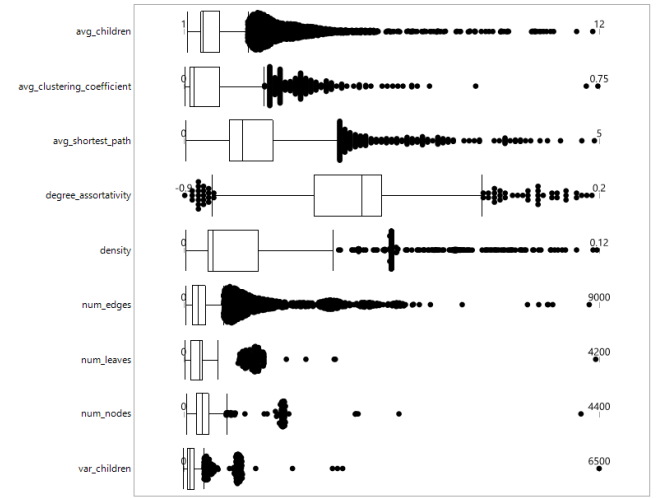 avg_children 1 12
avg_clustering_coefficient 0 0.75
avg_shortest_path 0 5
degree_assortativity -0.9 0.2
density 0 0.12
num_edges 0 9000
num_leaves 0 4200
num_nodes 0 4400
var_children 0 6500